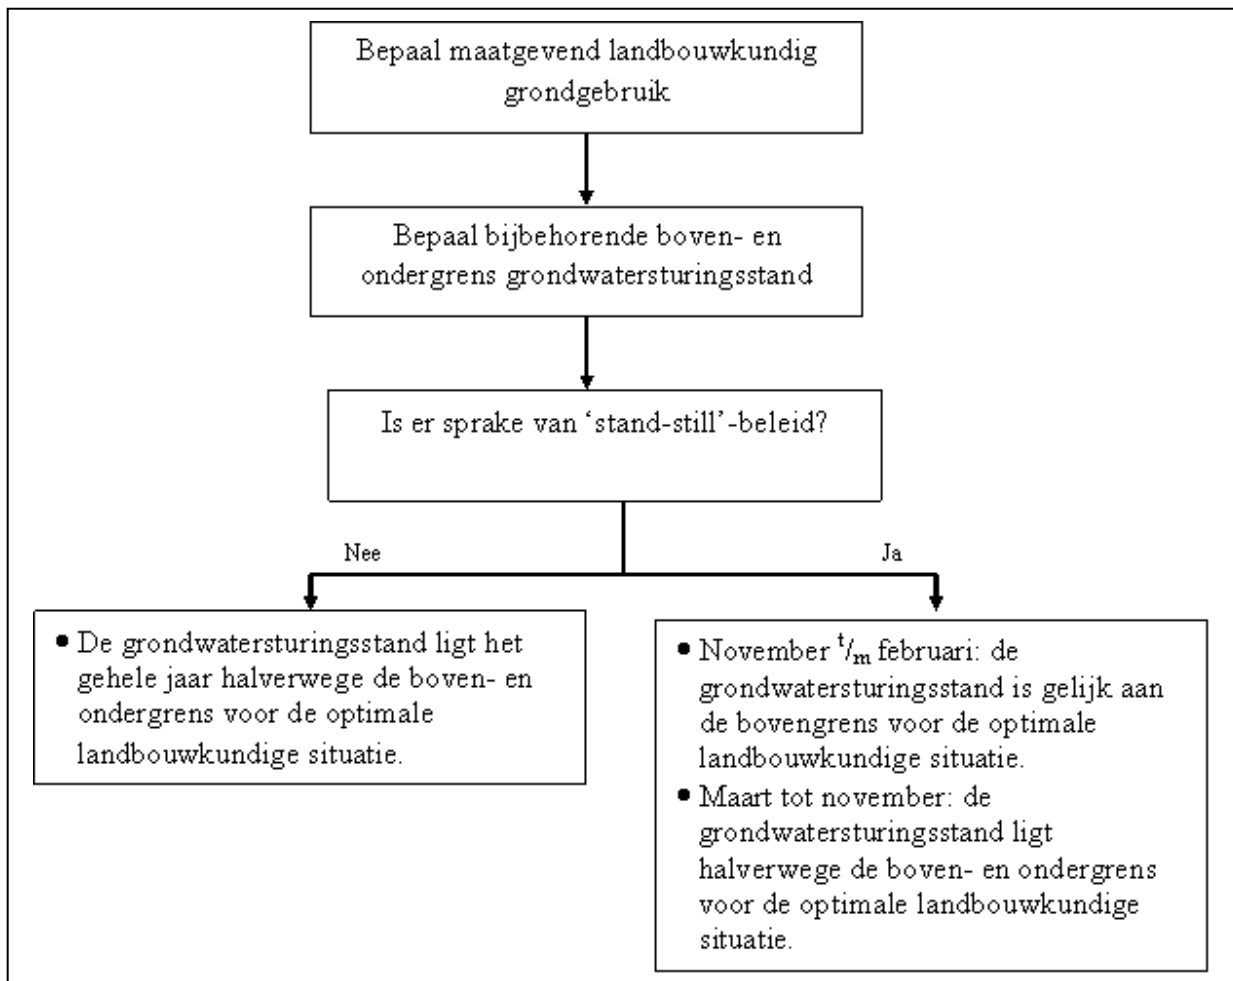 Bepaal maatgevend landbouwkundig
grondgebruik
Bepaal bijbehorende boven- en
ondergrens grondwatersturingsstand
Is er sprake van ‘stand-still’-beleid?
Nee
Ja
• De grondwatersturingsstand ligt het
gehele jaar halverwege de boven- en
ondergrens voor de optimale
landbouwkundige situatie.
• November t/m februari: de
grondwatersturingsstand is gelijk aan
de bovengrens voor de optimale
landbouwkundige situatie.
• Maart tot november: de
grondwatersturingsstand ligt
halverwege de boven- en ondergrens
voor de optimale landbouwkundige
situatie.